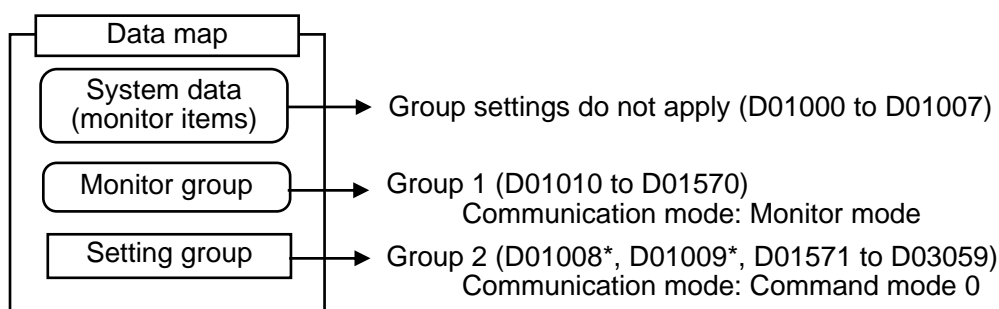 Data map
System data
(monitor items)
Group settings do not apply (D01000 to D01007)
Monitor group
Group 1 (D01010 to D01570)
Communication mode: Monitor mode
Setting group
Group 2 (D01008*, D01009*, D01571 to D03059)
Communication mode: Command mode 0